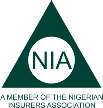 NIA
A MEMBER OF THE NIGERIAN
INSURERS ASSOCIATION